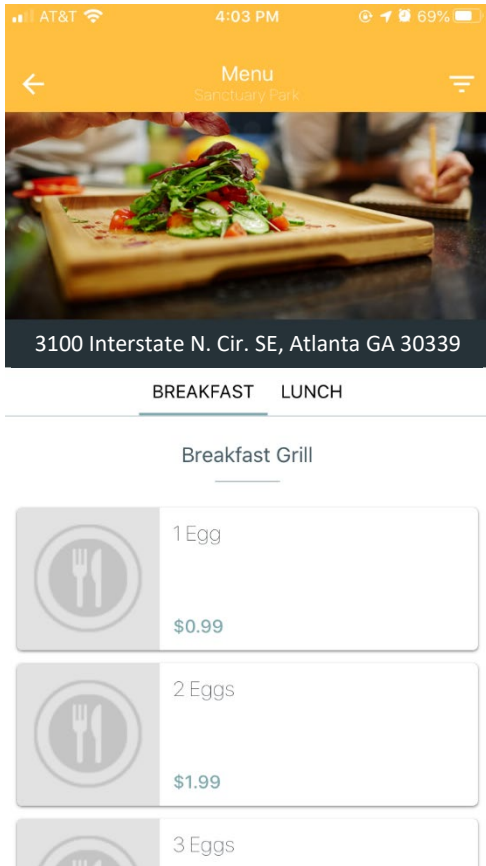 AT&T 4:03 PM 69%
Menu
Sanctuary Park
3100 Interstate N. Cir. SE, Atlanta GA 30339
BREAKFAST LUNCH
Breakfast Grill
1 Egg
$0.99
2 Eggs
$1.99
3 Eggs